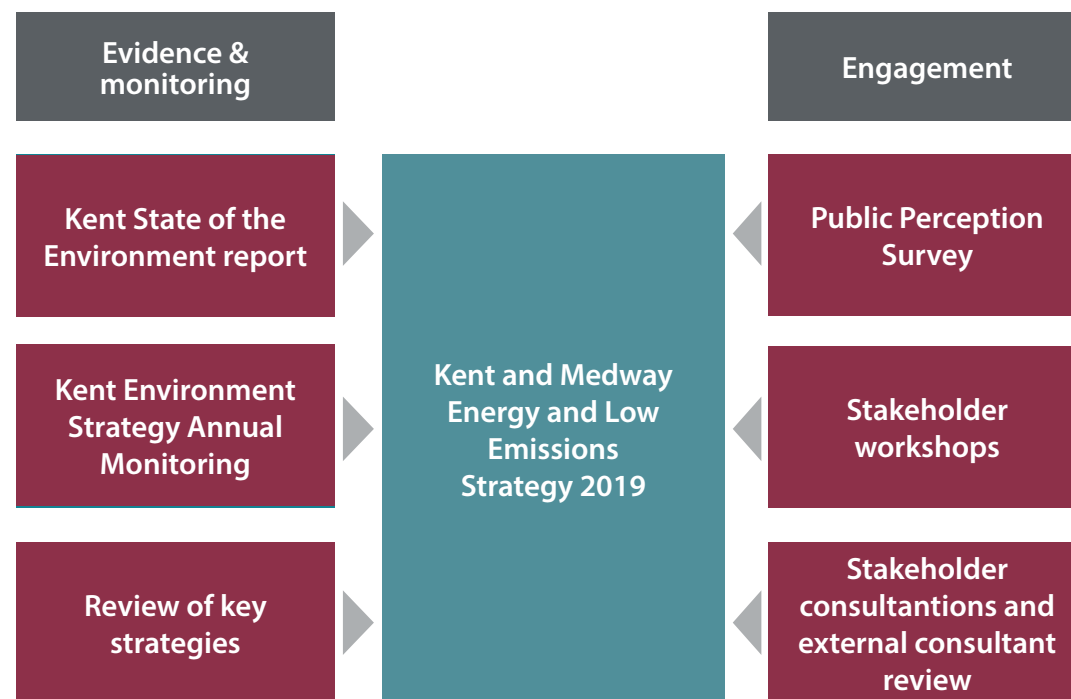 Evidence &
monitoring
Engagement
Kent State of the
Environment report
Public Perception
Survey
Kent Environment
Strategy Annual
Monitoring
Kent and Medway
Energy and Low
Emissions
Strategy 2019
Stakeholder
workshops
Review of key
strategies
Stakeholder
consultantions and
external consultant
review